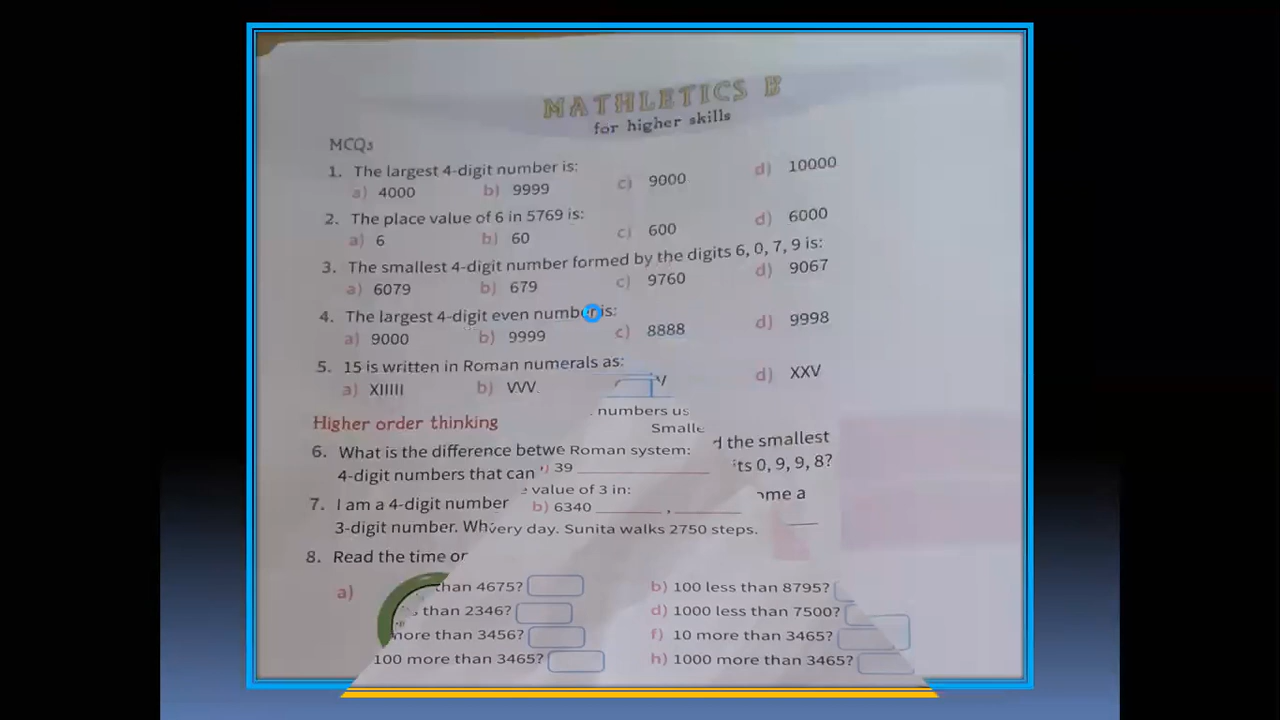 MATHLETICS B
for higher skills
MCQs
1. The largest 4-digit number is:
a) 4000 b) 9999 c) 9000 d) 10000
2. The place value of 6 in 5769 is:
a) 6 b) 60 c) 600 d) 6000
3. The smallest 4-digit number formed by the digits 6, 0, 7, 9 is:
a) 6079 b) 679 c) 9760 d) 9067
4. The largest 4-digit even number is:
a) 9000 b) 9999 c) 8888 d) 9998
5. 15 is written in Roman numerals as:
a) XIIIII b) VVV d) XXV
numbers us
Higher order thinking
Smalle
6. What is the difference betwe Roman system: d the smallest
4-digit numbers that can 39 its 0, 9, 9, 8?
value of 3 in:
7. I am a 4-digit number b) 6340 ome a
3-digit number. Wh very day. Sunita walks 2750 steps.
8. Read the time or
a) than 4675? b) 100 less than 8795?
than 2346? d) 1000 less than 7500?
more than 3456? f) 10 more than 3465?
100 more than 3465? h) 1000 more than 3465?